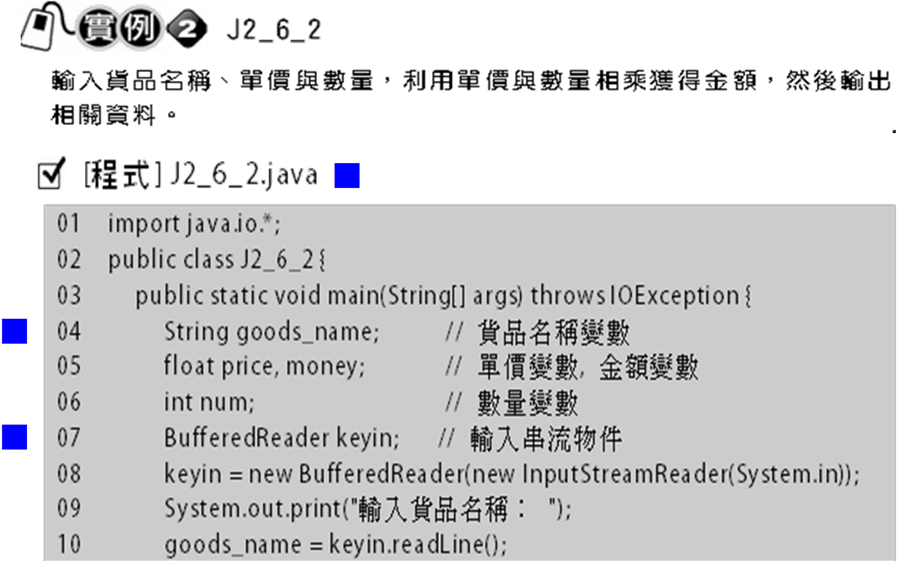 實例2 J2_6_2
輸入貨品名稱、單價與數量，利用單價與數量相乘獲得金額，然後輸出
相關資料。
[程式] J2_6_2.java
01 import java.io.*;
02 public class J2_6_2{
03 public static void main(String[] args) throws IOException {
04 String goods_name; // 貨品名稱變數
05 float price, money; // 單價變數, 金額變數
06 int num; // 數量變數
07 BufferedReader keyin; // 輸入串流物件
08 keyin = new BufferedReader(new InputStreamReader(System.in));
09 System.out.print("輸入貨品名稱： ");
10 goods_name = keyin.readLine();